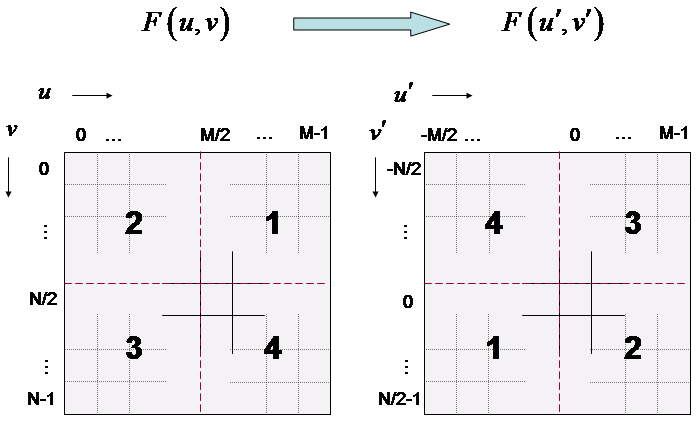 F(u,v) F(u′,v′)
u u′
v 0 … M/2 … M-1 v′ -M/2 … 0 … M-1
0 -N/2
2 1 4 3
⋮ ⋮
N/2 0
3 4 1 2
⋮ ⋮
N-1 N/2-1